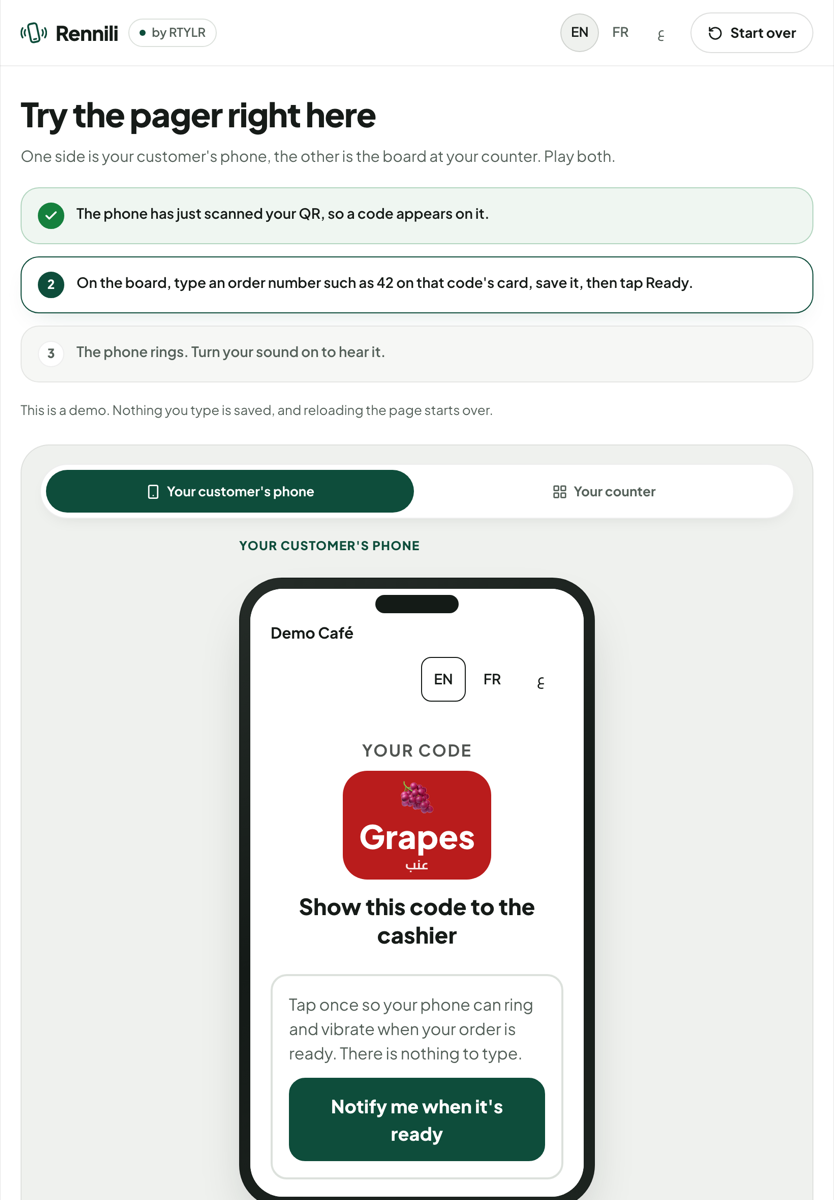 Rennili
by RTYLR
EN FR ع
Start over
Try the pager right here
One side is your customer's phone, the other is the board at your counter. Play both.
The phone has just scanned your QR, so a code appears on it.
2 On the board, type an order number such as 42 on that code's card, save it, then tap Ready.
3 The phone rings. Turn your sound on to hear it.
This is a demo. Nothing you type is saved, and reloading the page starts over.
Your customer's phone
Your counter
YOUR CUSTOMER'S PHONE
Demo Café
EN FR ع
YOUR CODE
Grapes
عنب
Show this code to the
cashier
Tap once so your phone can ring
and vibrate when your order is
ready. There is nothing to type.
Notify me when it's
ready